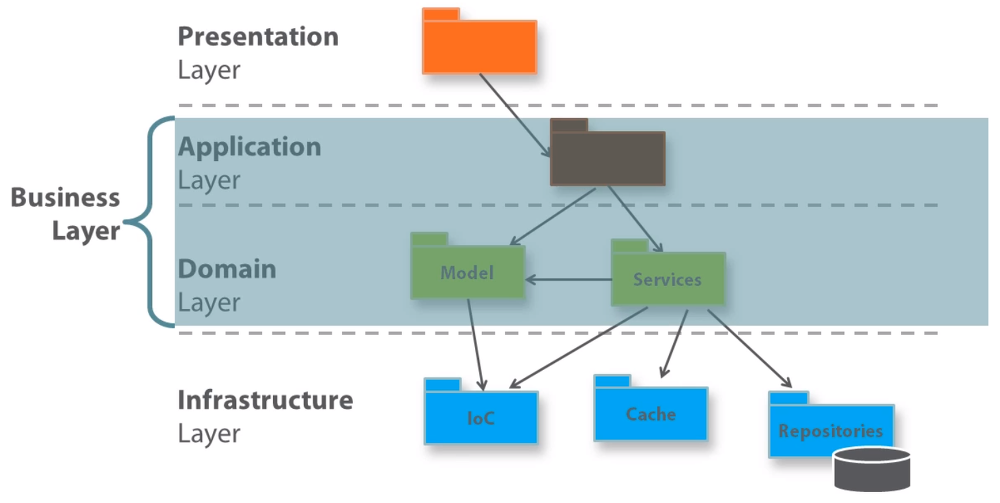 Presentation
Layer
Application
Layer
Business
Layer
Domain
Layer
Model
Services
Infrastructure
Layer
IoC
Cache
Repositories